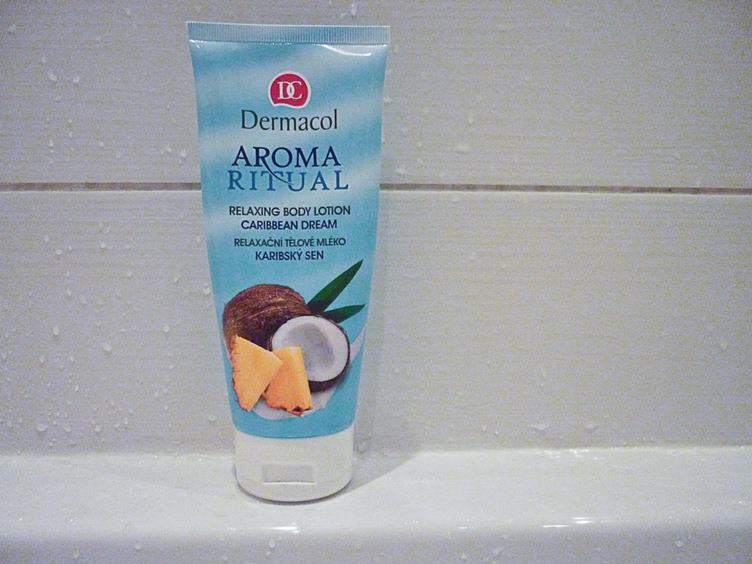 DC
Dermacol
AROMA
RITUAL
RELAXING BODY LOTION
CARIBBEAN DREAM
RELAXAČNÍ TĚLOVÉ MLÉKO
KARIBSKÝ SEN